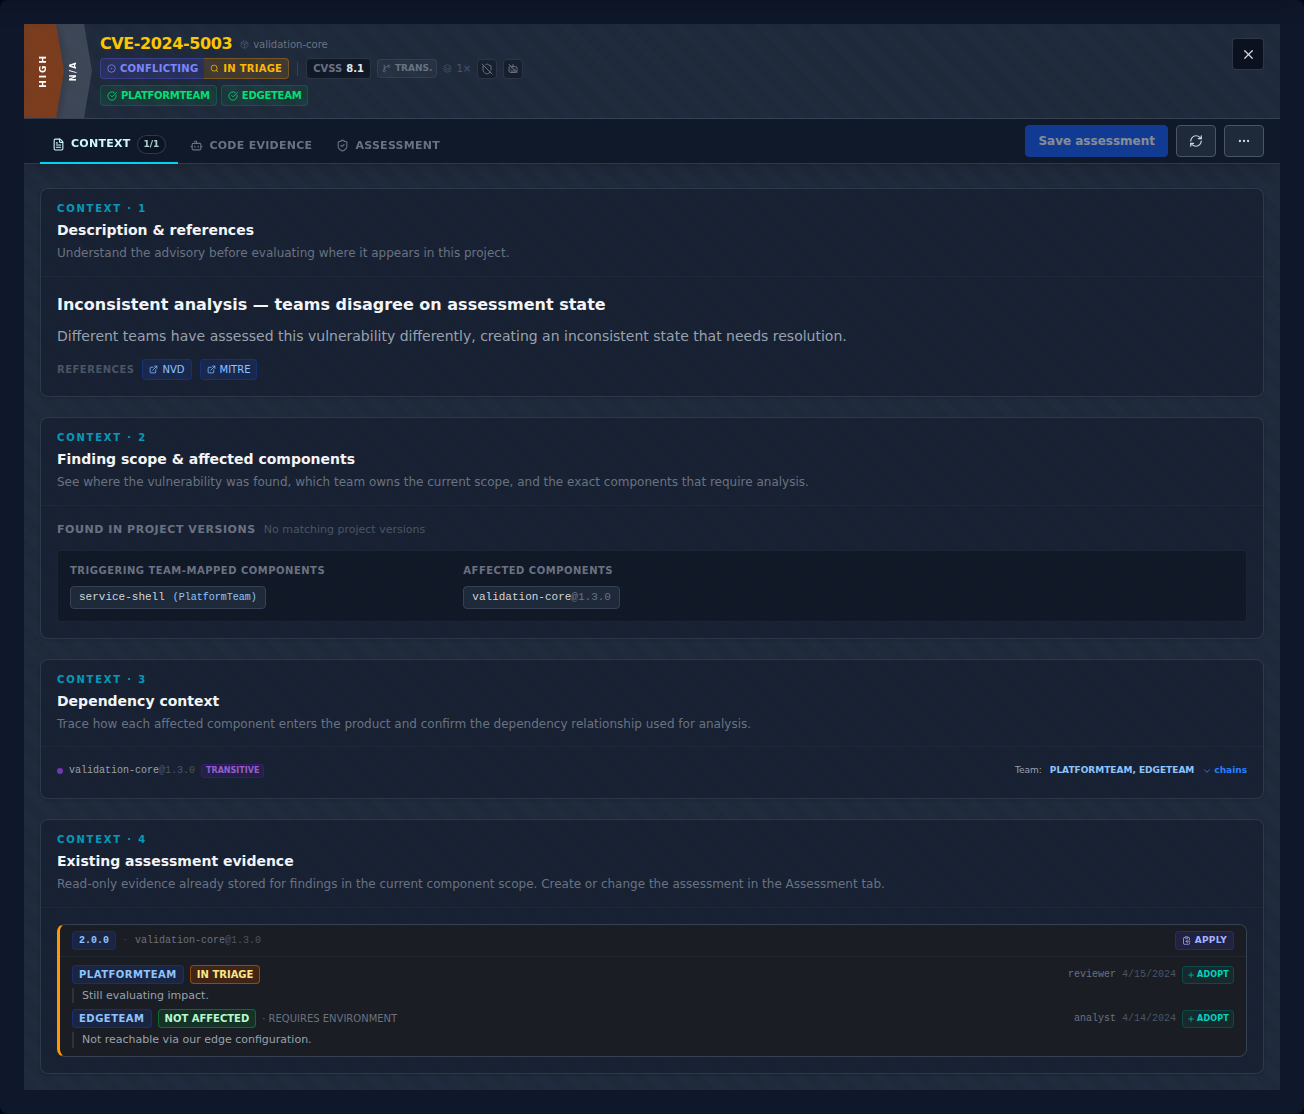 HIGH
N/A
CVE-2024-5003 validation-core
CONFLICTING IN TRIAGE CVSS 8.1 TRANS. 1×
PLATFORMTEAM EDGETEAM
CONTEXT 1/1 CODE EVIDENCE ASSESSMENT Save assessment ···
CONTEXT · 1
Description & references
Understand the advisory before evaluating where it appears in this project.
Inconsistent analysis — teams disagree on assessment state
Different teams have assessed this vulnerability differently, creating an inconsistent state that needs resolution.
REFERENCES NVD MITRE
CONTEXT · 2
Finding scope & affected components
See where the vulnerability was found, which team owns the current scope, and the exact components that require analysis.
FOUND IN PROJECT VERSIONS No matching project versions
TRIGGERING TEAM-MAPPED COMPONENTS AFFECTED COMPONENTS
service-shell (PlatformTeam) validation-core@1.3.0
CONTEXT · 3
Dependency context
Trace how each affected component enters the product and confirm the dependency relationship used for analysis.
validation-core@1.3.0 TRANSITIVE Team: PLATFORMTEAM, EDGETEAM chains
CONTEXT · 4
Existing assessment evidence
Read-only evidence already stored for findings in the current component scope. Create or change the assessment in the Assessment tab.
2.0.0 · validation-core@1.3.0 APPLY
PLATFORMTEAM IN TRIAGE reviewer 4/15/2024 + ADOPT
Still evaluating impact.
EDGETEAM NOT AFFECTED · REQUIRES ENVIRONMENT analyst 4/14/2024 + ADOPT
Not reachable via our edge configuration.